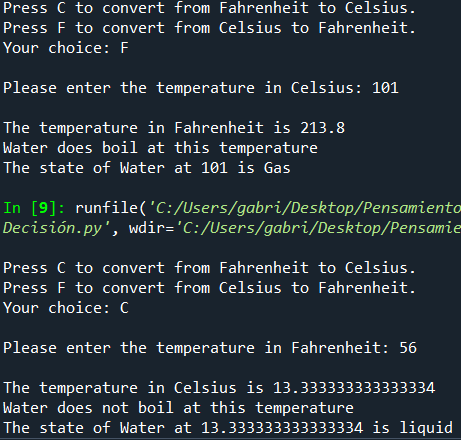 Press C to convert from Fahrenheit to Celsius.
Press F to convert from Celsius to Fahrenheit.
Your choice: F
Please enter the temperature in Celsius: 101
The temperature in Fahrenheit is 213.8
Water does boil at this temperature
The state of Water at 101 is Gas
In [9]: runfile('C:/Users/gabri/Desktop/Pensamiento
Decisión.py', wdir='C:/Users/gabri/Desktop/Pensamie
Press C to convert from Fahrenheit to Celsius.
Press F to convert from Celsius to Fahrenheit.
Your choice: C
Please enter the temperature in Fahrenheit: 56
The temperature in Celsius is 13.333333333333334
Water does not boil at this temperature
The state of Water at 13.333333333333334 is liquid